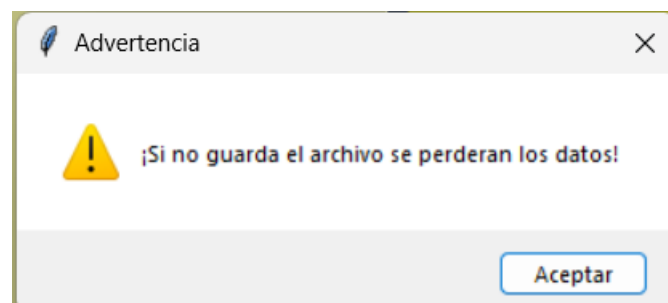 Advertencia
¡Si no guarda el archivo se perderan los datos!
Aceptar